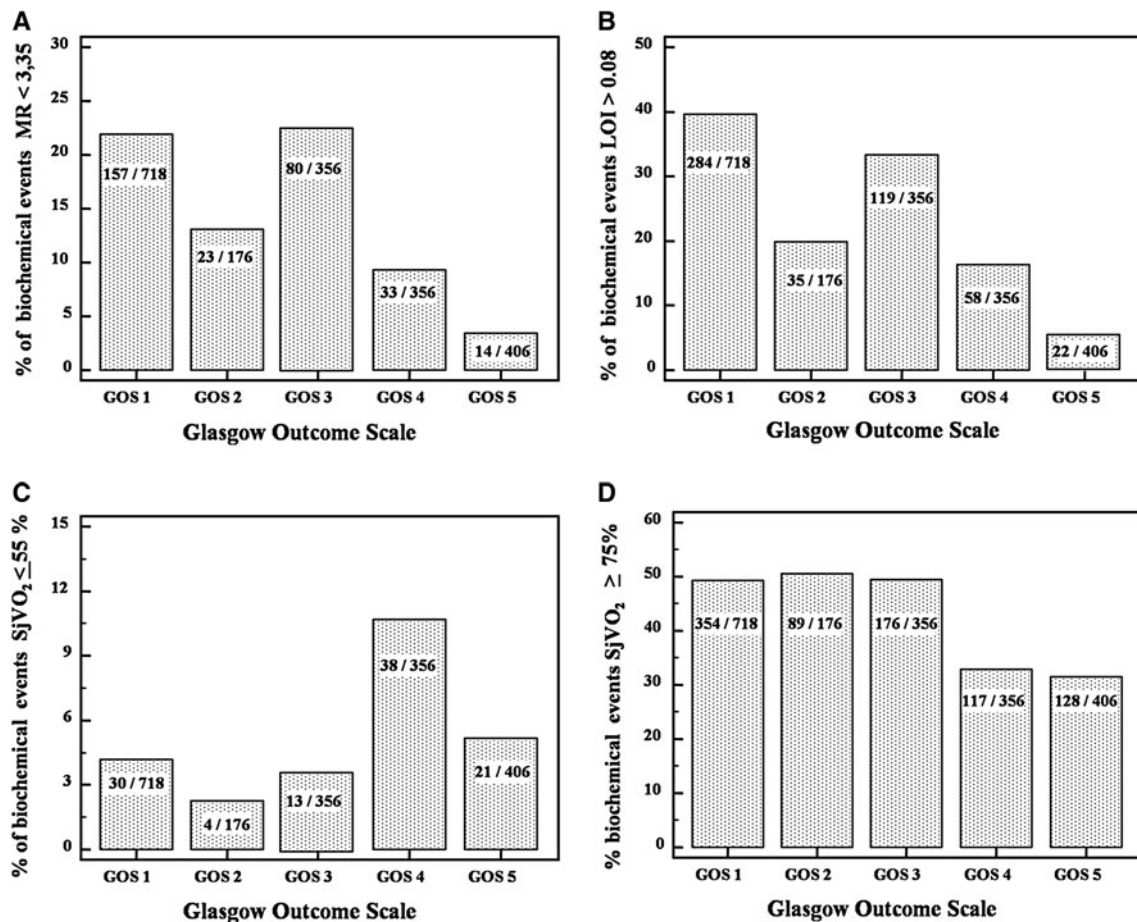 A
% of biochemical events MR < 3,35
30
25
20
15
10
5
0
157 / 718
23 / 176
80 / 356
33 / 356
14 / 406
GOS 1 GOS 2 GOS 3 GOS 4 GOS 5
Glasgow Outcome Scale
B
% of biochemical events LOI > 0.08
50
40
30
20
10
0
284 / 718
35 / 176
119 / 356
58 / 356
22 / 406
GOS 1 GOS 2 GOS 3 GOS 4 GOS 5
Glasgow Outcome Scale
C
% of biochemical events SjVO₂ ≤ 55 %
15
12
9
6
3
0
30 / 718
4 / 176
13 / 356
38 / 356
21 / 406
GOS 1 GOS 2 GOS 3 GOS 4 GOS 5
Glasgow Outcome Scale
D
% biochemical events SjVO₂ ≥ 75%
60
50
40
30
20
10
0
354 / 718
89 / 176
176 / 356
117 / 356
128 / 406
GOS 1 GOS 2 GOS 3 GOS 4 GOS 5
Glasgow Outcome Scale